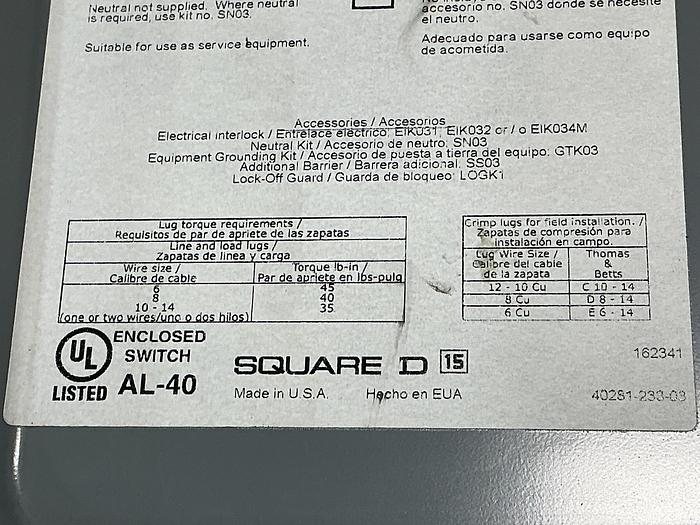 Neutral not supplied. Where neutral
is required, use kit no. SN03.
Suitable for use as service equipment.
accesorio no. SN03 donde se necesite
el neutro.
Adecuado para usarse como equipo
de acometida.
Accessories / Accesorios
Electrical interlock / Entrelace eléctrico: EIK031, EIK032 or / o EIK034M
Neutral Kit / Accesorio de neutro: SN03
Equipment Grounding Kit / Accesorio de puesta a tierra del equipo: GTK03
Additional Barrier / Barrera adicional: SS03
Lock-Off Guard / Guarda de bloqueo: LOGK1
Lug torque requirements /
Requisitos de par de apriete de las zapatas
Line and load lugs /
Zapatas de linea y carga
Wire size / Torque lb-in /
Calibre de cable Par de apriete en lbs-pulg
6 45
8 40
10 - 14 35
(one or two wires/uno o dos hilos)
Crimp lugs for field installation. /
Zapatas de compresión para
instalación en campo.
Lug Wire Size / Thomas
Calibre del cable &
de la zapata Betts
12 - 10 Cu C 10 - 14
8 Cu D 8 - 14
6 Cu E 6 - 14
UL
LISTED
ENCLOSED
SWITCH
AL-40
SQUARE D 15
Made in U.S.A. Hecho en EUA
162341
40281-233-03